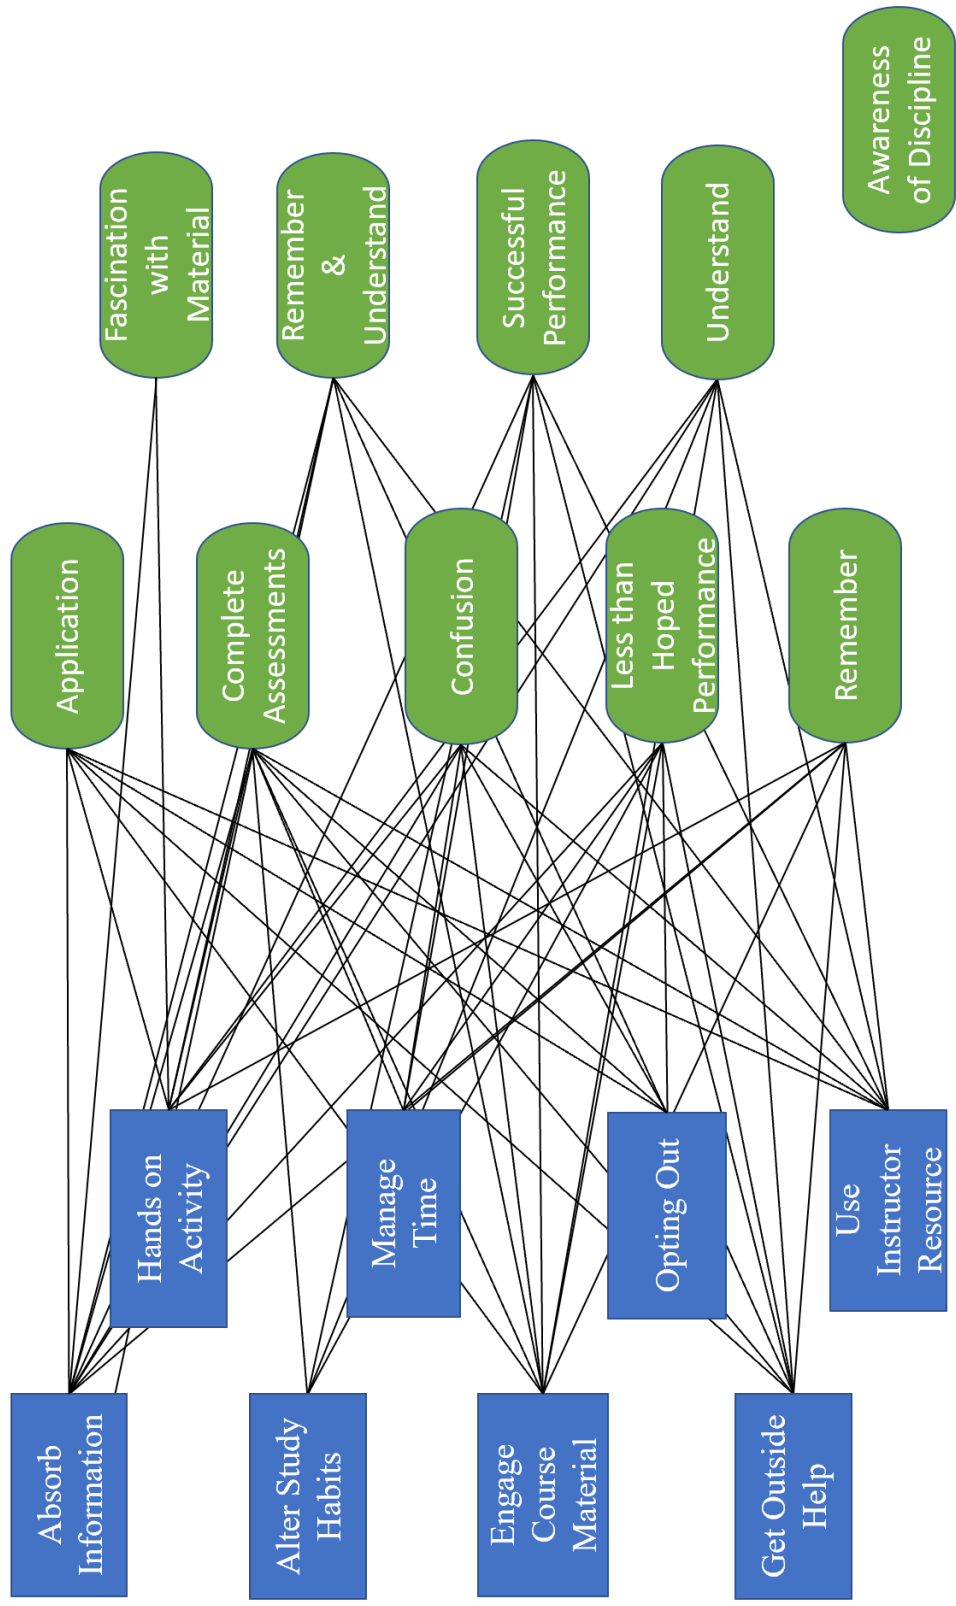 Absorb
Information
Alter Study
Habits
Engage
Course
Material
Get Outside
Help
Hands on
Activity
Manage
Time
Opting Out
Use
Instructor
Resource
Application
Complete
Assessments
Confusion
Less than
Hoped
Performance
Remember
Fascination
with
Material
Remember
&
Understand
Successful
Performance
Understand
Awareness
of Discipline